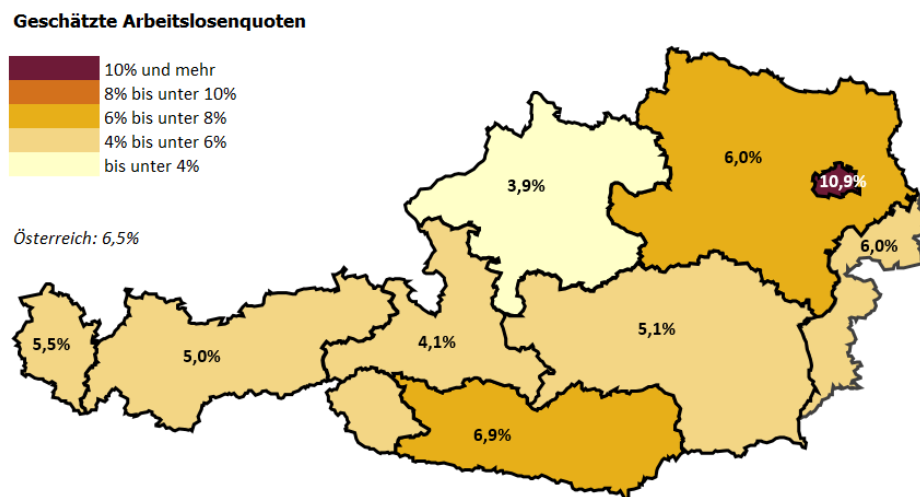 Geschätzte Arbeitslosenquoten
10% und mehr
8% bis unter 10%
6% bis unter 8%
4% bis unter 6%
bis unter 4%
Österreich: 6,5%
3,9%
6,0%
10,9%
6,0%
5,5%
5,0%
4,1%
5,1%
6,9%